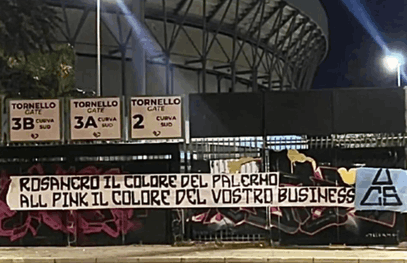 TORNELLO
GATE
3B CURVA
SUD
TORNELLO
GATE
3A CURVA
SUD
TORNELLO
GATE
2 CURVA
SUD
ROSANERO IL COLORE DEL PALERMO
ALL PINK IL COLORE DEL VOSTRO BUSINESS